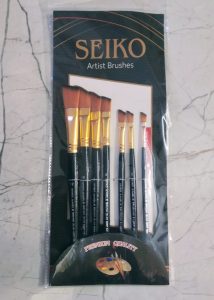 SEIKO
Artist Brushes
PREMIUM QUALITY